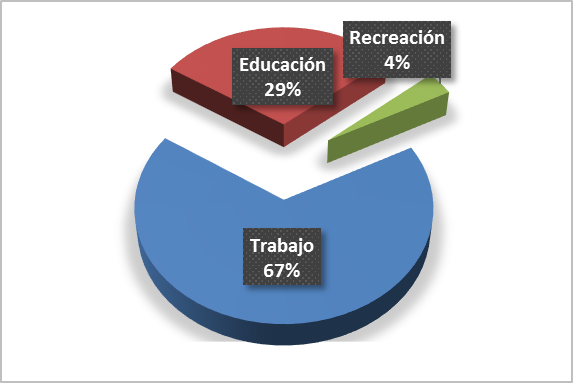 Recreación
4%
Educación
29%
Trabajo
67%